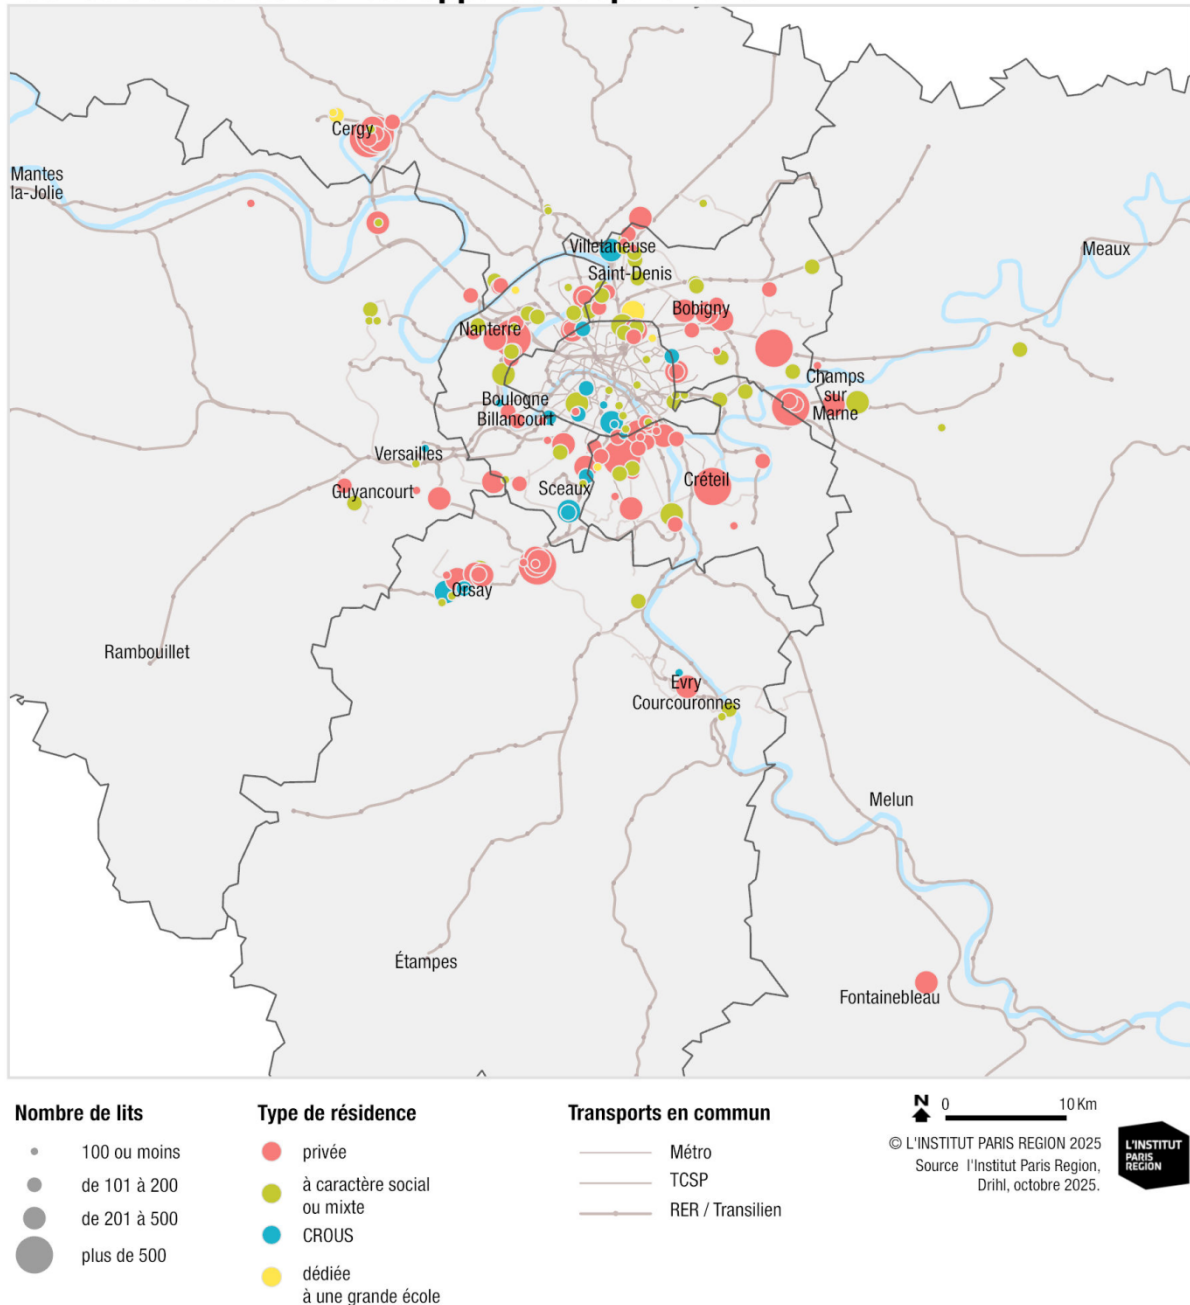 Cergy
Mantes
la-Jolie
Villetaneuse
Saint-Denis
Meaux
Bobigny
Nanterre
Champs
sur
Marne
Boulogne
Billancourt
Versailles
Guyancourt
Sceaux
Créteil
Orsay
Rambouillet
Evry
Courcouronnes
Melun
Étampes
Fontainebleau
Nombre de lits
100 ou moins
de 101 à 200
de 201 à 500
plus de 500
Type de résidence
privée
à caractère social
ou mixte
CROUS
dédiée
à une grande école
Transports en commun
Métro
TCSP
RER / Transilien
N
0 10 Km
© L'INSTITUT PARIS REGION 2025
Source l'Institut Paris Region,
Drihl, octobre 2025.
L'INSTITUT
PARIS
REGION